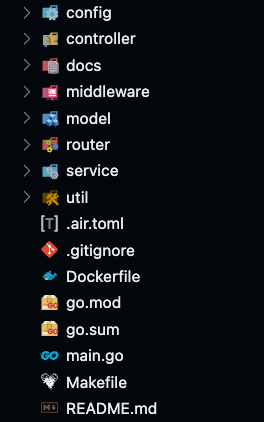 config
controller
docs
middleware
model
router
service
util
.air.toml
.gitignore
Dockerfile
go.mod
go.sum
main.go
Makefile
README.md